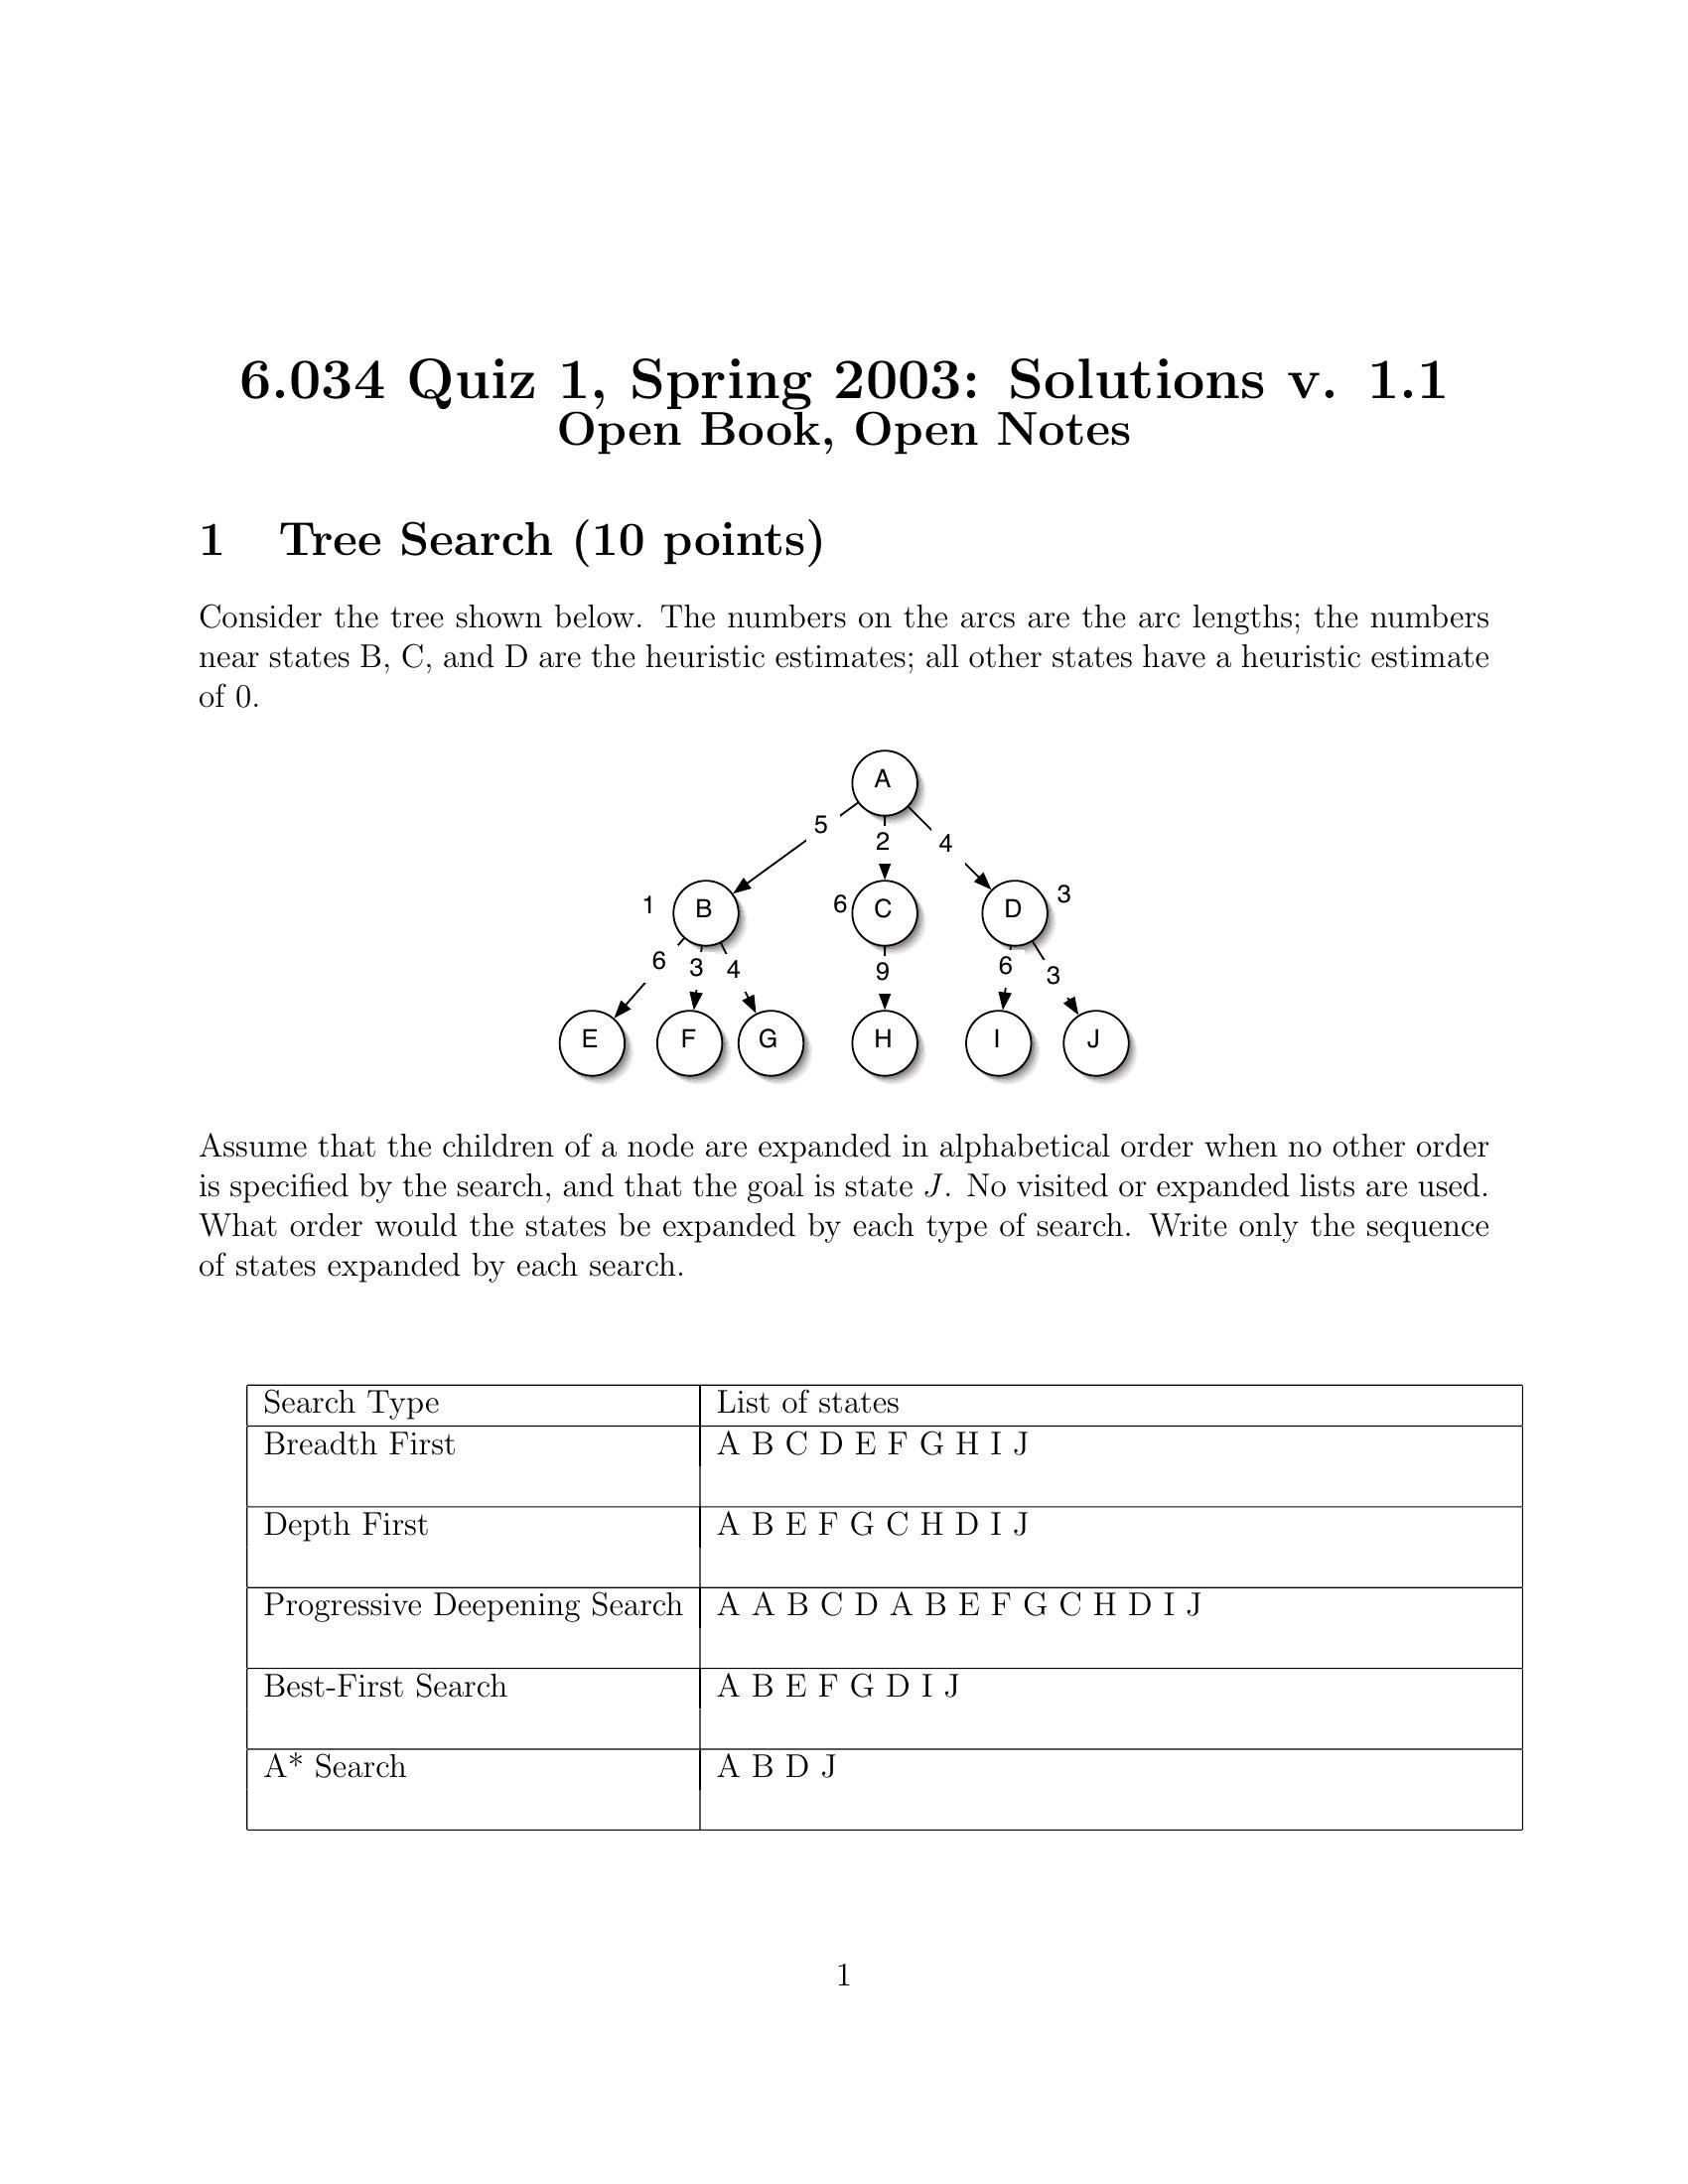 6.034 Quiz 1, Spring 2003: Solutions v. 1.1
Open Book, Open Notes
1 Tree Search (10 points)
Consider the tree shown below. The numbers on the arcs are the arc lengths; the numbers
near states B, C, and D are the heuristic estimates; all other states have a heuristic estimate
of 0.
A
5 2 4
1 B 6 C D 3
6 3 4 9 6 3
E F G H I J
Assume that the children of a node are expanded in alphabetical order when no other order
is specified by the search, and that the goal is state J. No visited or expanded lists are used.
What order would the states be expanded by each type of search. Write only the sequence
of states expanded by each search.
Search Type List of states
Breadth First A B C D E F G H I J
Depth First A B E F G C H D I J
Progressive Deepening Search A A B C D A B E F G C H D I J
Best-First Search A B E F G D I J
A* Search A B D J
1